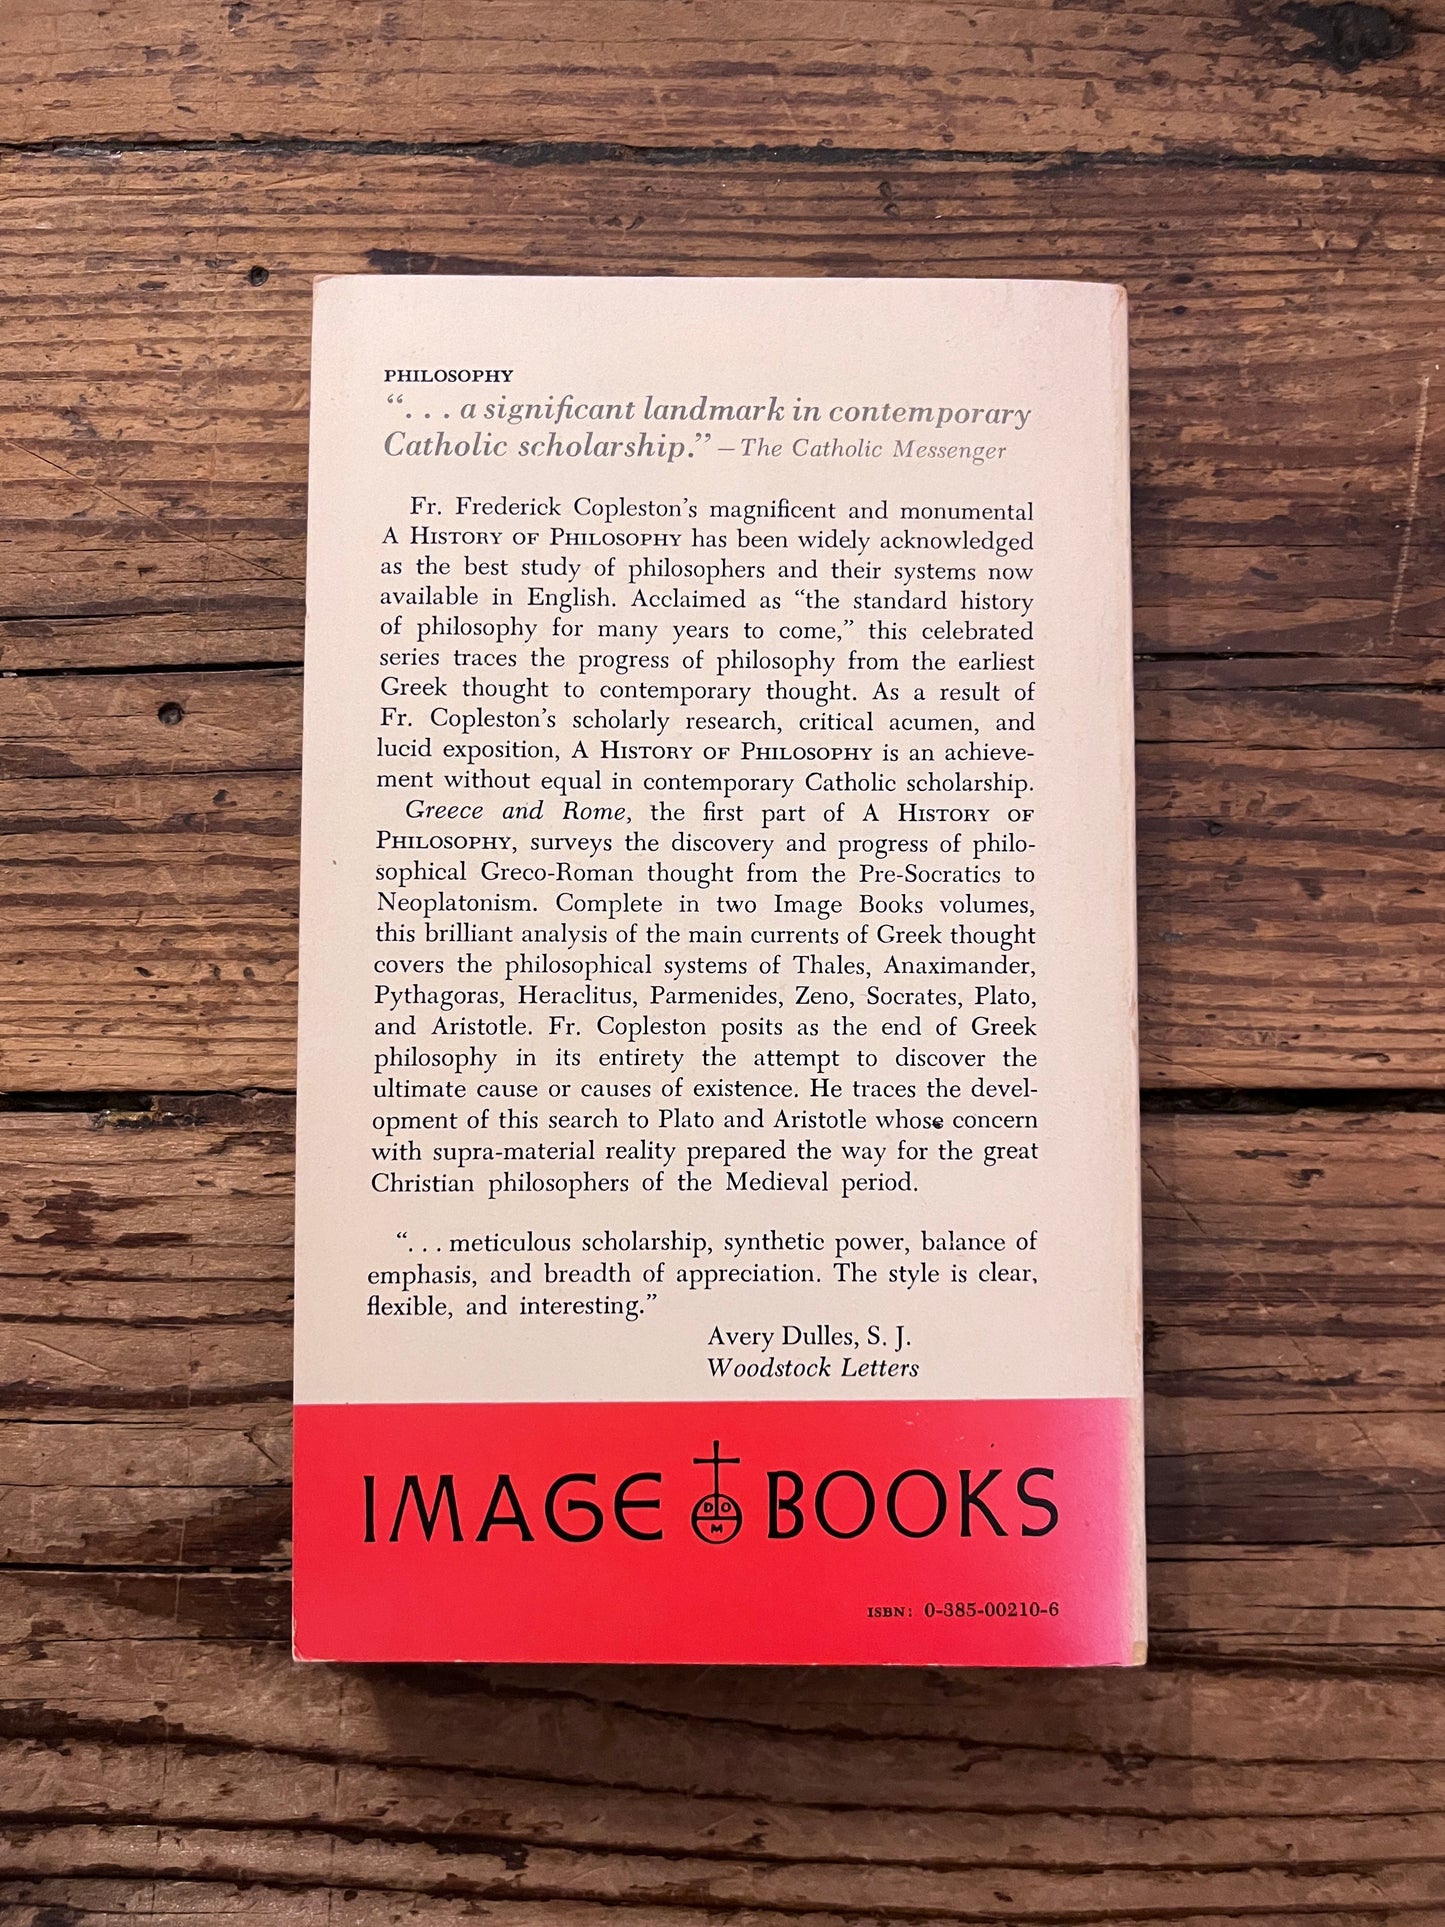 PHILOSOPHY
“. . . a significant landmark in contemporary
Catholic scholarship.” – The Catholic Messenger
Fr. Frederick Copleston’s magnificent and monumental
A HISTORY OF PHILOSOPHY has been widely acknowledged
as the best study of philosophers and their systems now
available in English. Acclaimed as “the standard history
of philosophy for many years to come,” this celebrated
series traces the progress of philosophy from the earliest
Greek thought to contemporary thought. As a result of
Fr. Copleston’s scholarly research, critical acumen, and
lucid exposition, A HISTORY OF PHILOSOPHY is an achieve-
ment without equal in contemporary Catholic scholarship.
Greece and Rome, the first part of A HISTORY OF
PHILOSOPHY, surveys the discovery and progress of philo-
sophical Greco-Roman thought from the Pre-Socratics to
Neoplatonism. Complete in two Image Books volumes,
this brilliant analysis of the main currents of Greek thought
covers the philosophical systems of Thales, Anaximander,
Pythagoras, Heraclitus, Parmenides, Zeno, Socrates, Plato,
and Aristotle. Fr. Copleston posits as the end of Greek
philosophy in its entirety the attempt to discover the
ultimate cause or causes of existence. He traces the devel-
opment of this search to Plato and Aristotle whose concern
with supra-material reality prepared the way for the great
Christian philosophers of the Medieval period.
“. . . meticulous scholarship, synthetic power, balance of
emphasis, and breadth of appreciation. The style is clear,
flexible, and interesting.”
Avery Dulles, S. J.
Woodstock Letters
IMAGE DOM BOOKS
ISBN: 0-385-00210-6